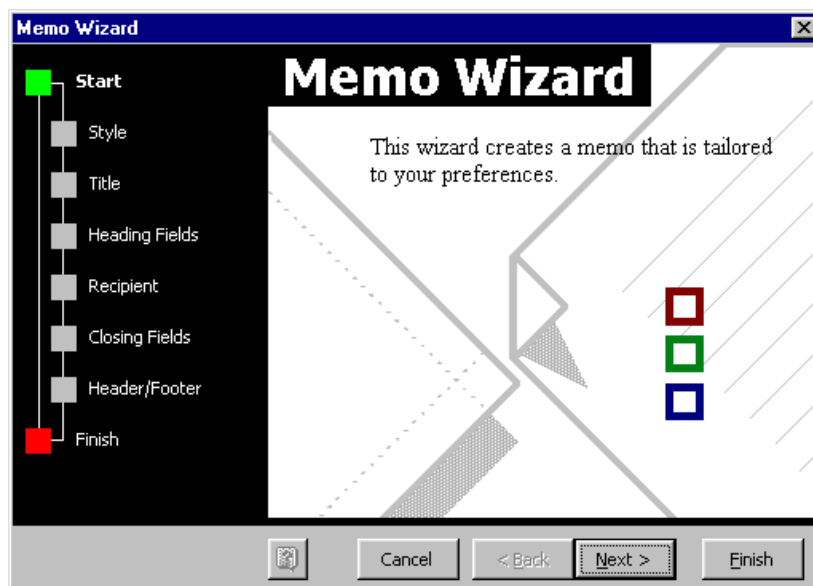 Memo Wizard
Start
Style
Title
Heading Fields
Recipient
Closing Fields
Header/Footer
Finish
Memo Wizard
This wizard creates a memo that is tailored
to your preferences.
Cancel
< Back
Next >
Finish